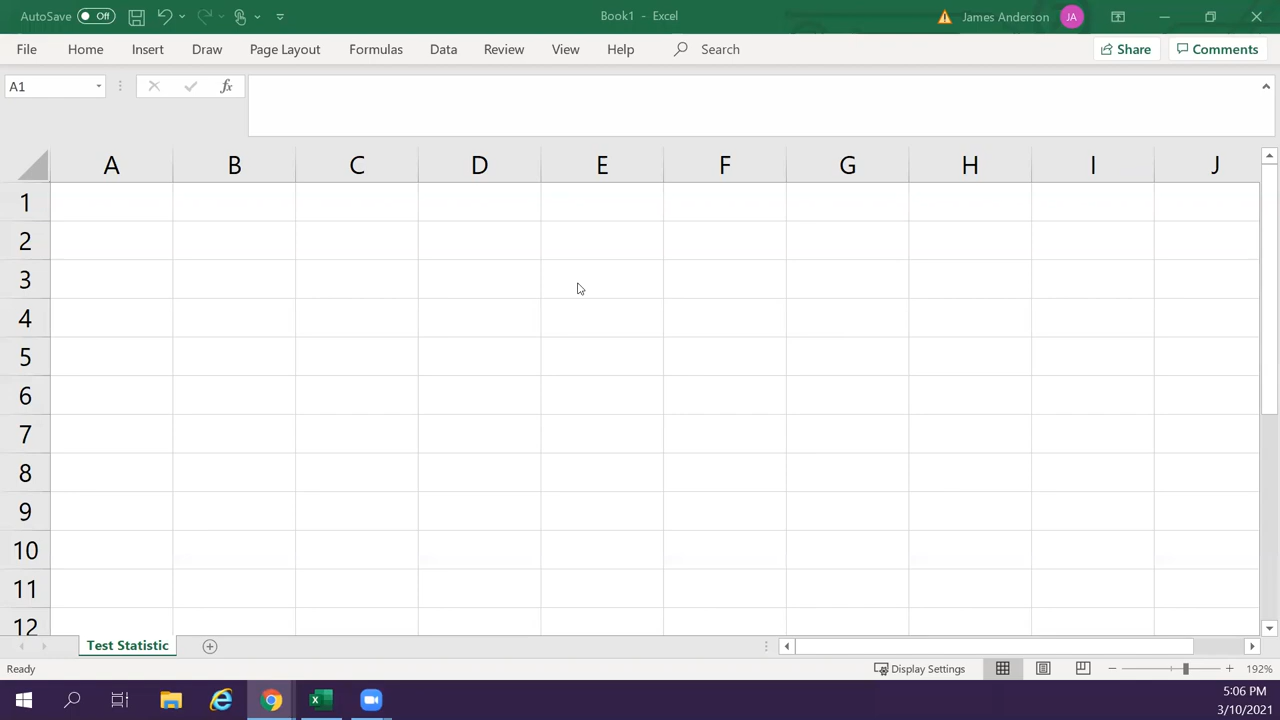 AutoSave Off Book1 - Excel James Anderson JA
File Home Insert Draw Page Layout Formulas Data Review View Help Search Share Comments
A1 fx
A B C D E F G H I J
1
2
3
4
5
6
7
8
9
10
11
12
Test Statistic
Ready Display Settings 192%
5:06 PM
3/10/2021